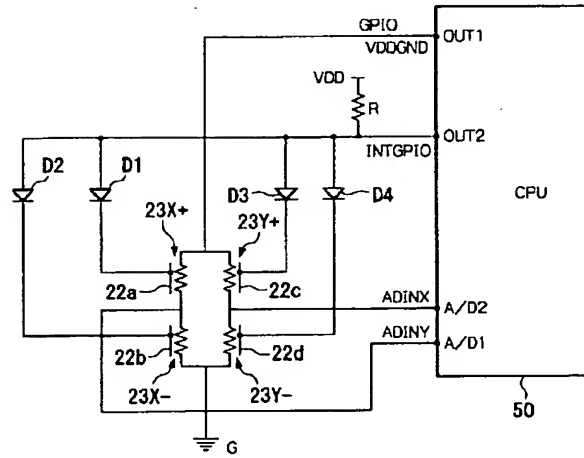 GPIO
VDDGND
OUT1
VDD
R
OUT2
INTGPIO
CPU
D2
D1
D3
D4
23X+
23Y+
22a
22c
ADINX
A/D2
ADINY
A/D1
22b
22d
23X-
23Y-
50
G